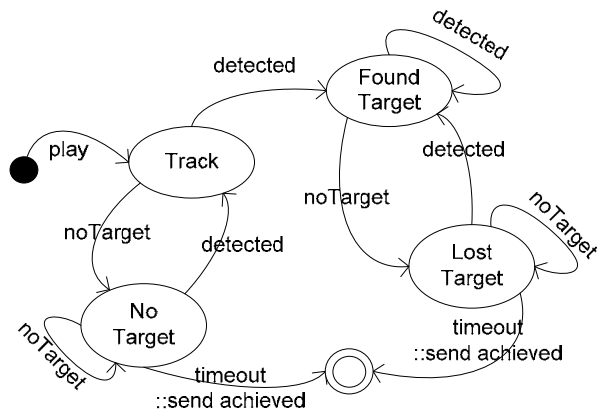 detected
detected
Found
Target
play
Track
detected
noTarget
noTarget
noTarget
detected
Lost
Target
No
Target
noTarget
timeout
::send achieved
timeout
::send achieved